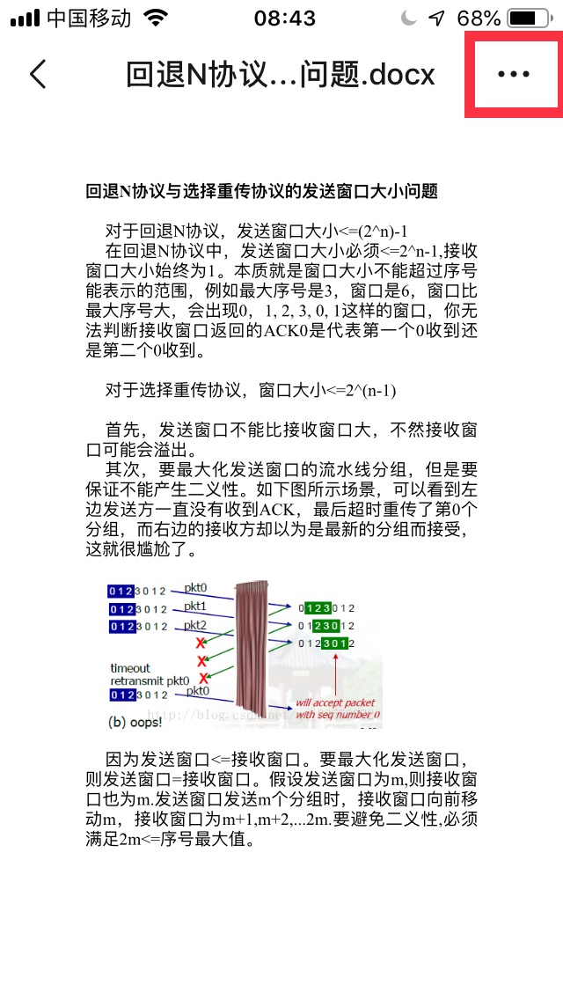 中国移动 08:43 68%
回退N协议...问题.docx
回退N协议与选择重传协议的发送窗口大小问题
对于回退N协议，发送窗口大小<=(2^n)-1
在回退N协议中，发送窗口大小必须<=2^n-1,接收
窗口大小始终为1。本质就是窗口大小不能超过序号
能表示的范围，例如最大序号是3，窗口是6，窗口比
最大序号大，会出现0，1, 2, 3, 0, 1这样的窗口，你无
法判断接收窗口返回的ACK0是代表第一个0收到还
是第二个0收到。
对于选择重传协议，窗口大小<=2^(n-1)
首先，发送窗口不能比接收窗口大，不然接收窗
口可能会溢出。
其次，要最大化发送窗口的流水线分组，但是要
保证不能产生二义性。如下图所示场景，可以看到左
边发送方一直没有收到ACK，最后超时重传了第0个
分组，而右边的接收方却以为是最新的分组而接受，
这就很尴尬了。
0 1 2 3 0 1 2 pkt0
0 1 2 3 0 1 2 pkt1 0 1 2 3 0 1 2
0 1 2 3 0 1 2 pkt2 0 1 2 3 0 1 2
X 0 1 2 3 0 1 2
X
timeout
retransmit pkt0 X
0 1 2 3 0 1 2 pkt0
will accept packet
with seq number 0
http://blog.csdn.net/
(b) oops!
因为发送窗口<=接收窗口。要最大化发送窗口，
则发送窗口=接收窗口。假设发送窗口为m,则接收窗
口也为m.发送窗口发送m个分组时，接收窗口向前移
动m，接收窗口为m+1,m+2,...2m.要避免二义性,必须
满足2m<=序号最大值。